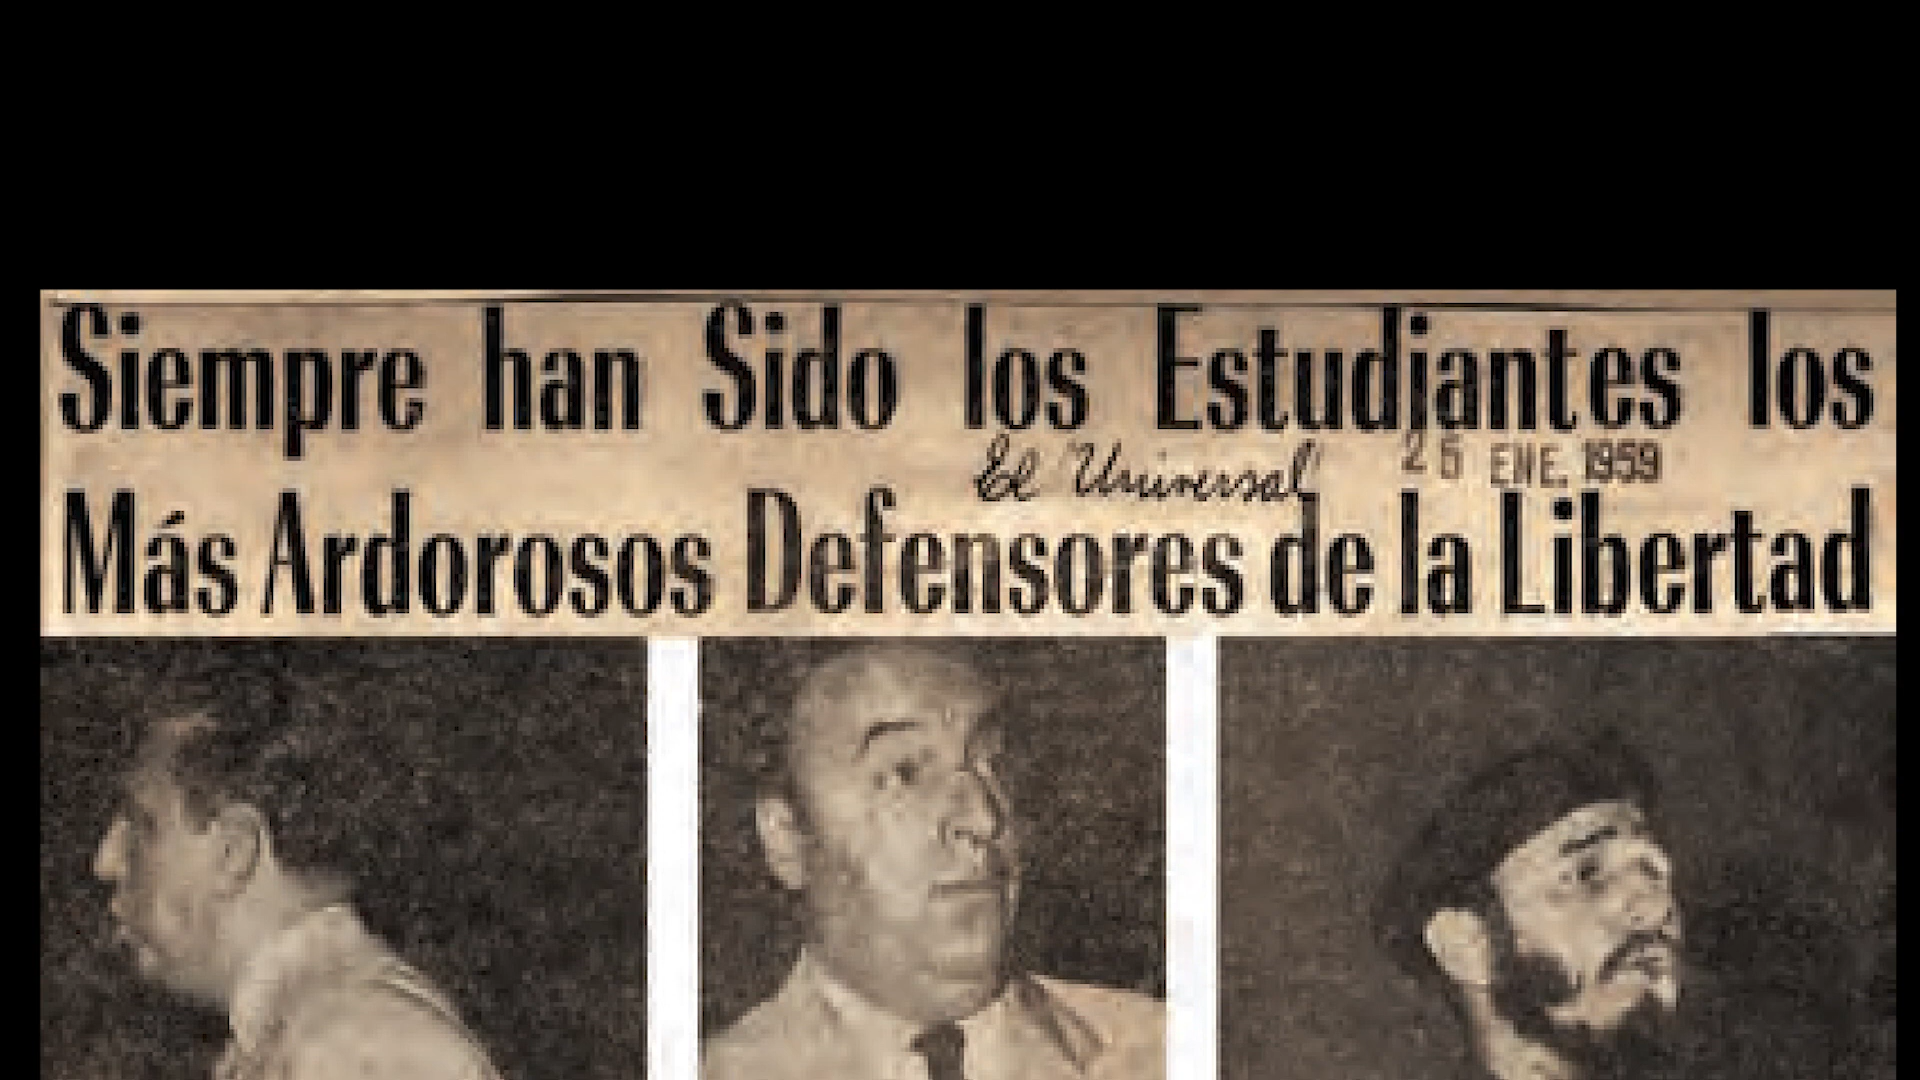 Siempre han Sido los Estudiantes los
El "Universal" 25 ENE. 1959
Más Ardorosos Defensores de la Libertad